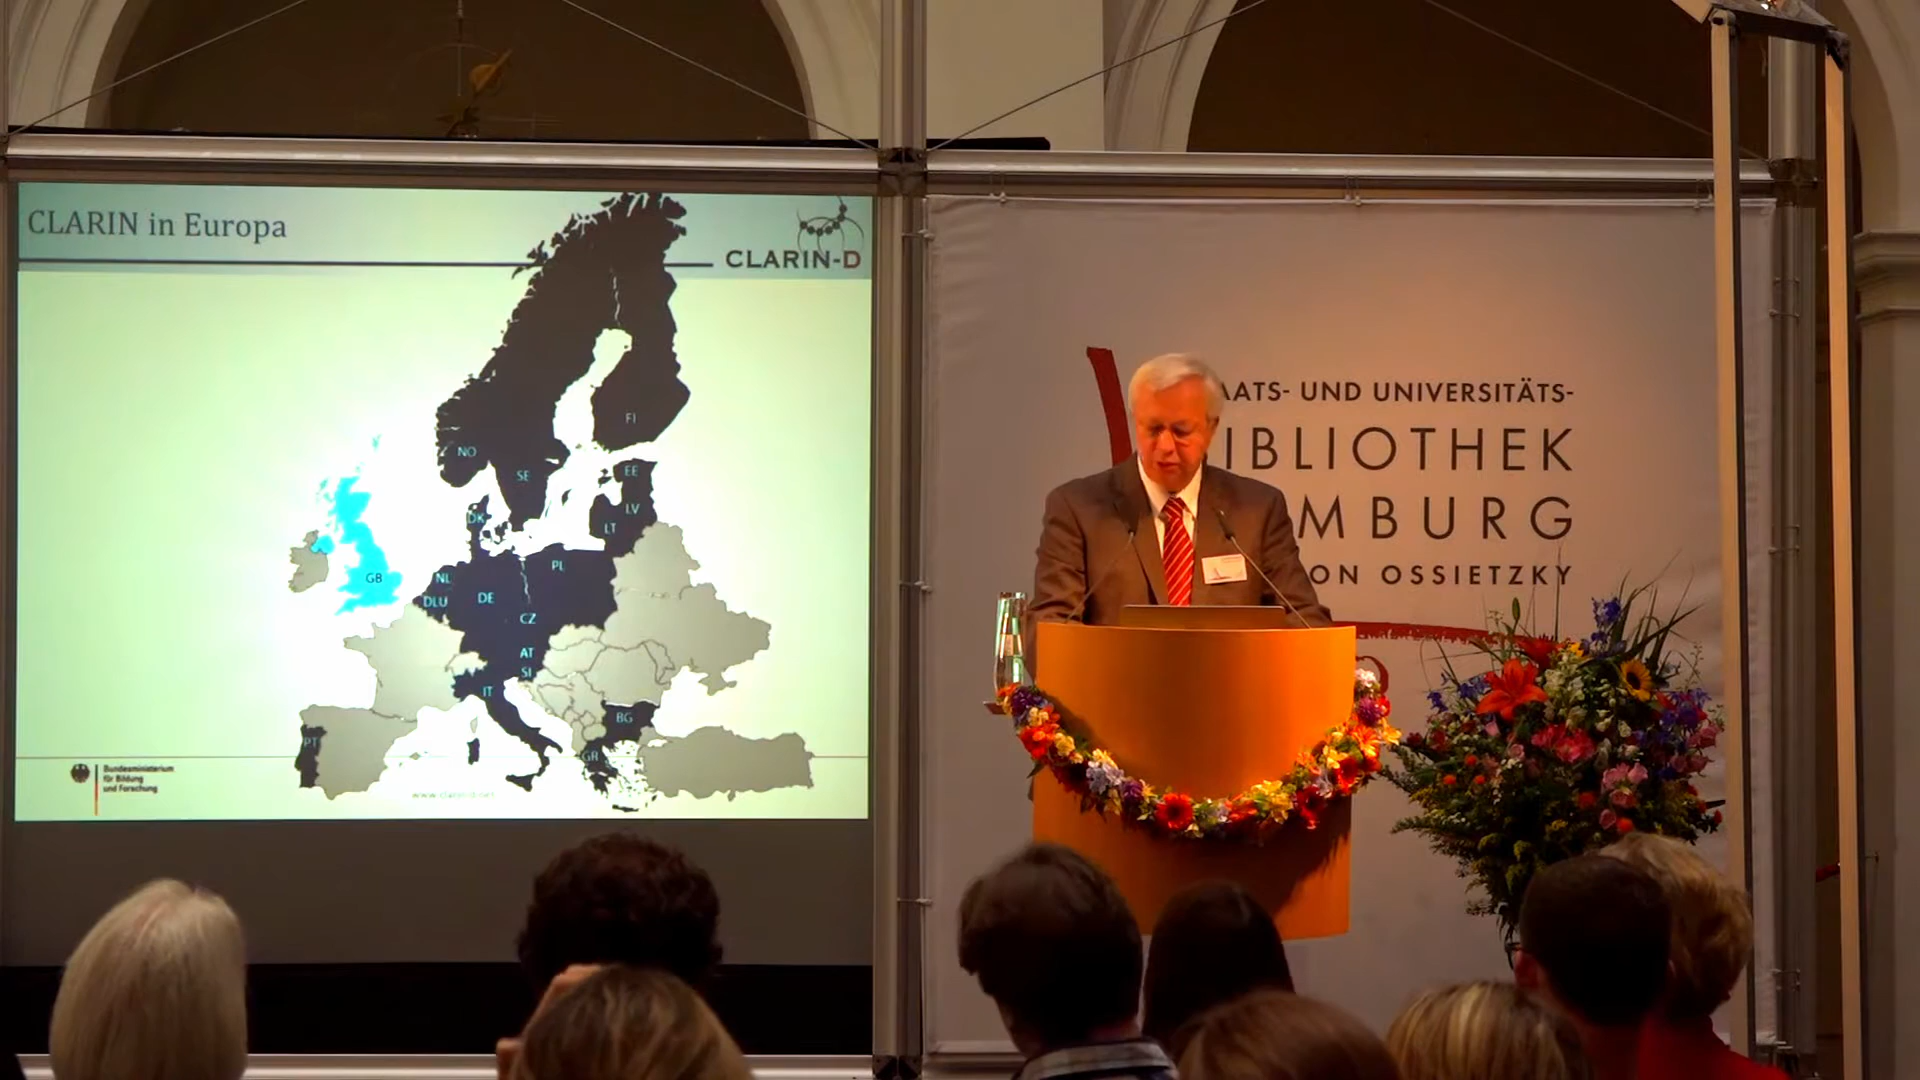 CLARIN in Europa
CLARIN-D
FI
NO
SE
EE
LV
DK
LT
PL
GB
NL
DE
DLU
CZ
AT
SI
IT
BG
PT
GR
Bundesministerium
für Bildung
und Forschung
www.clarin-d.net
AATS- UND UNIVERSITÄTS-
IBLIOTHEK
MBURG
ON OSSIETZKY